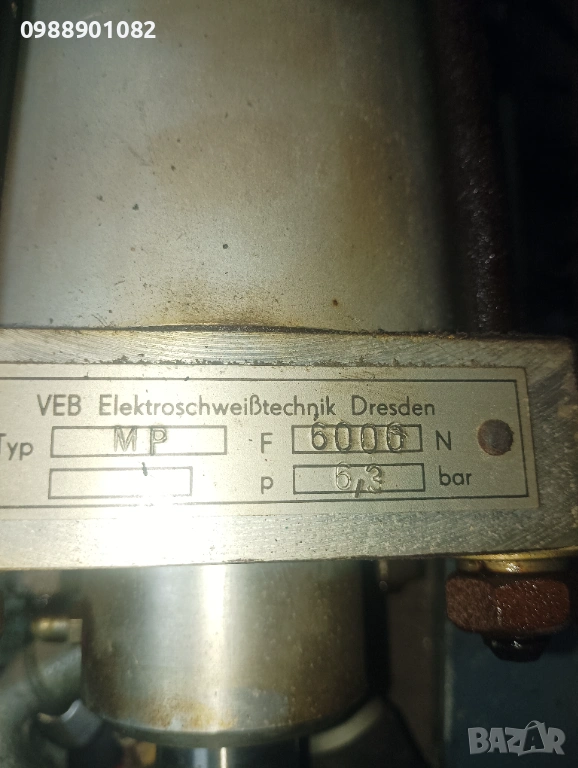 0988901082
VEB Elektroschweißtechnik Dresden
Typ MP F 6006 N
p 6,3 bar
BAZAR